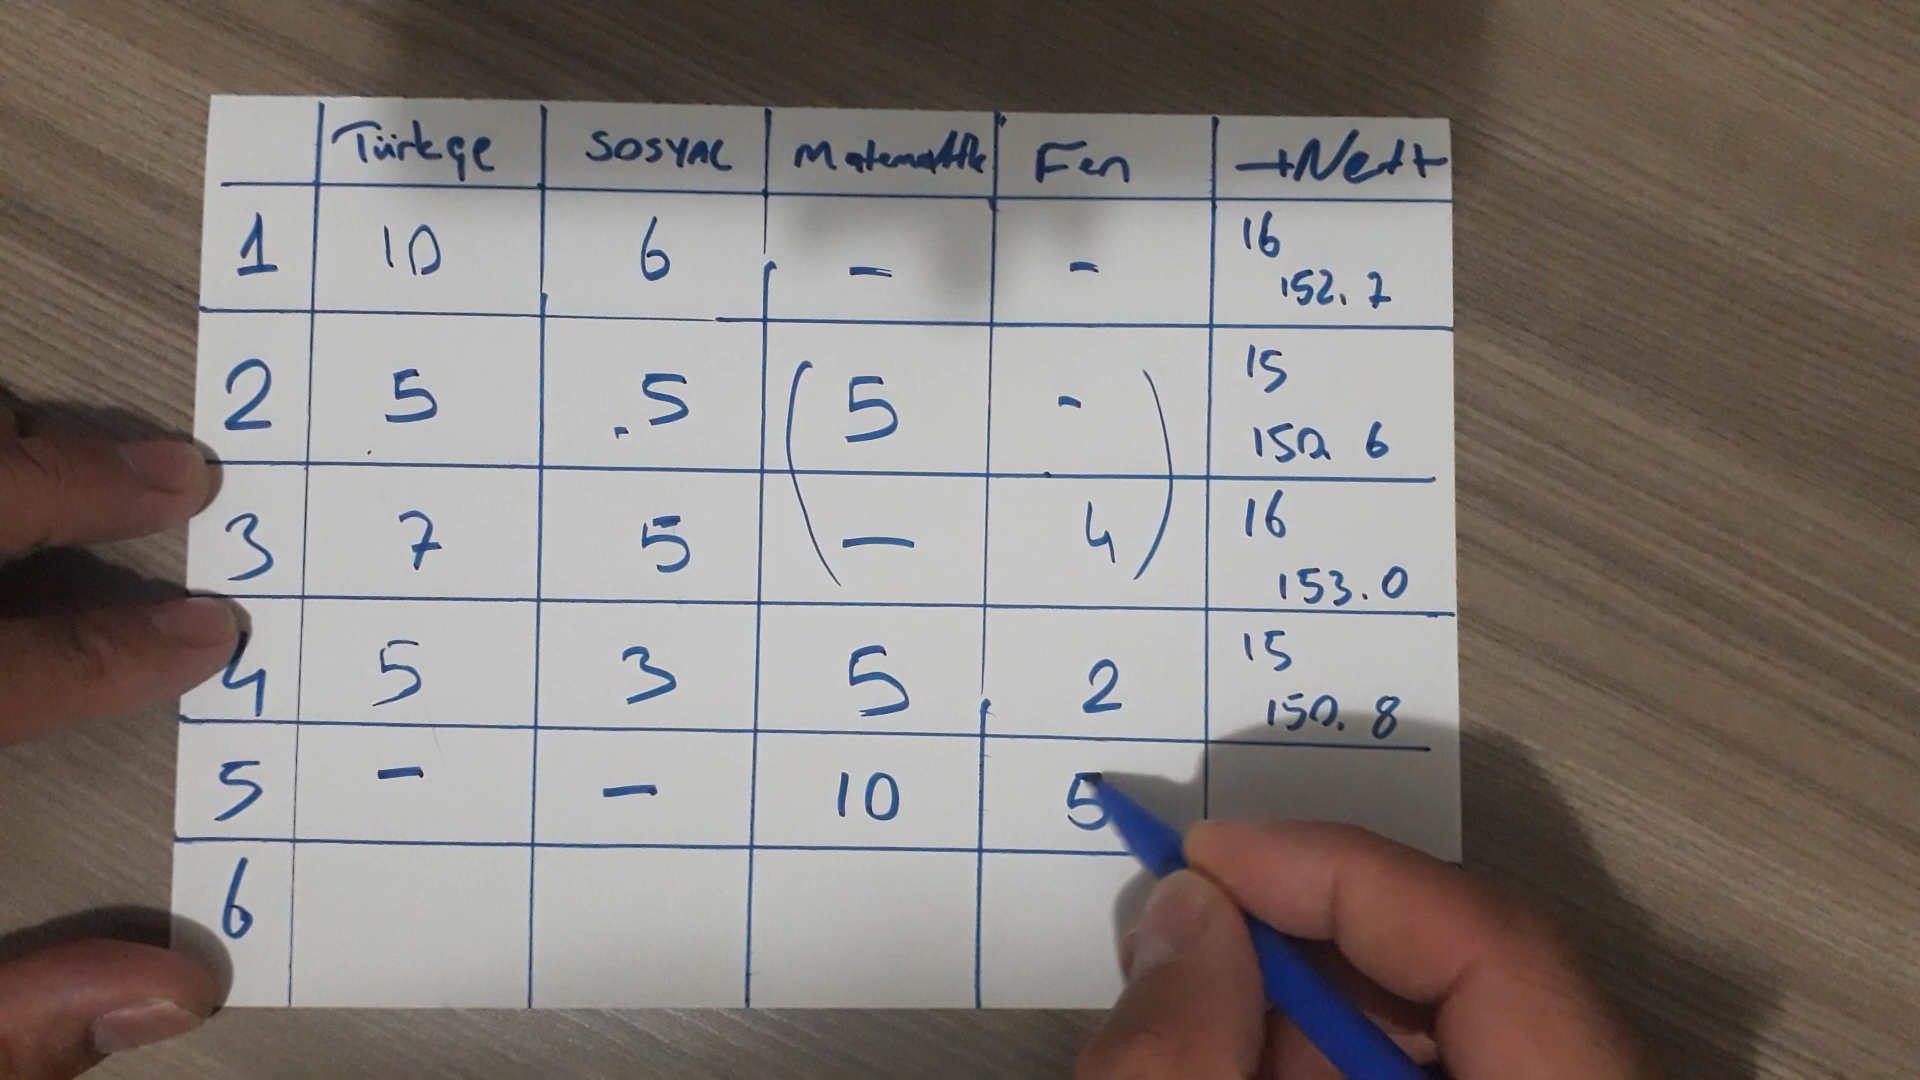 Türkçe SOSYAL Matematik Fen →Net+
1 10 6 - - 16
152.7
2 5 .5 (5 -) 15
150.6
3 7 5 (— 4) 16
153.0
4 5 3 5 2 15
150.8
5 - - 10 5
6